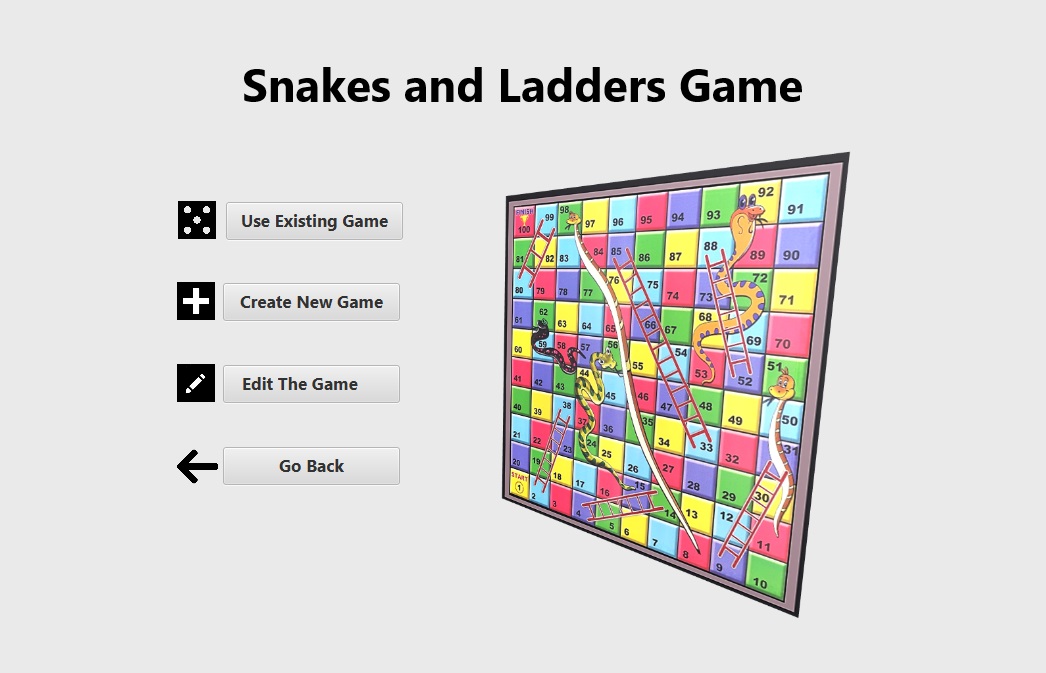 Snakes and Ladders Game
Use Existing Game
Create New Game
Edit The Game
Go Back
FINISH
100 99 98 97 96 95 94 93 92 91
81 82 83 84 85 86 87 88 89 90
80 79 78 77 76 75 74 73 72 71
61 62 63 64 65 66 67 68 69 70
60 59 58 57 56 55 54 53 52 51
41 42 43 44 45 46 47 48 49 50
40 39 38 37 36 35 34 33 32 31
21 22 23 24 25 26 27 28 29 30
20 19 18 17 16 15 14 13 12 11
START
1 2 3 4 5 6 7 8 9 10